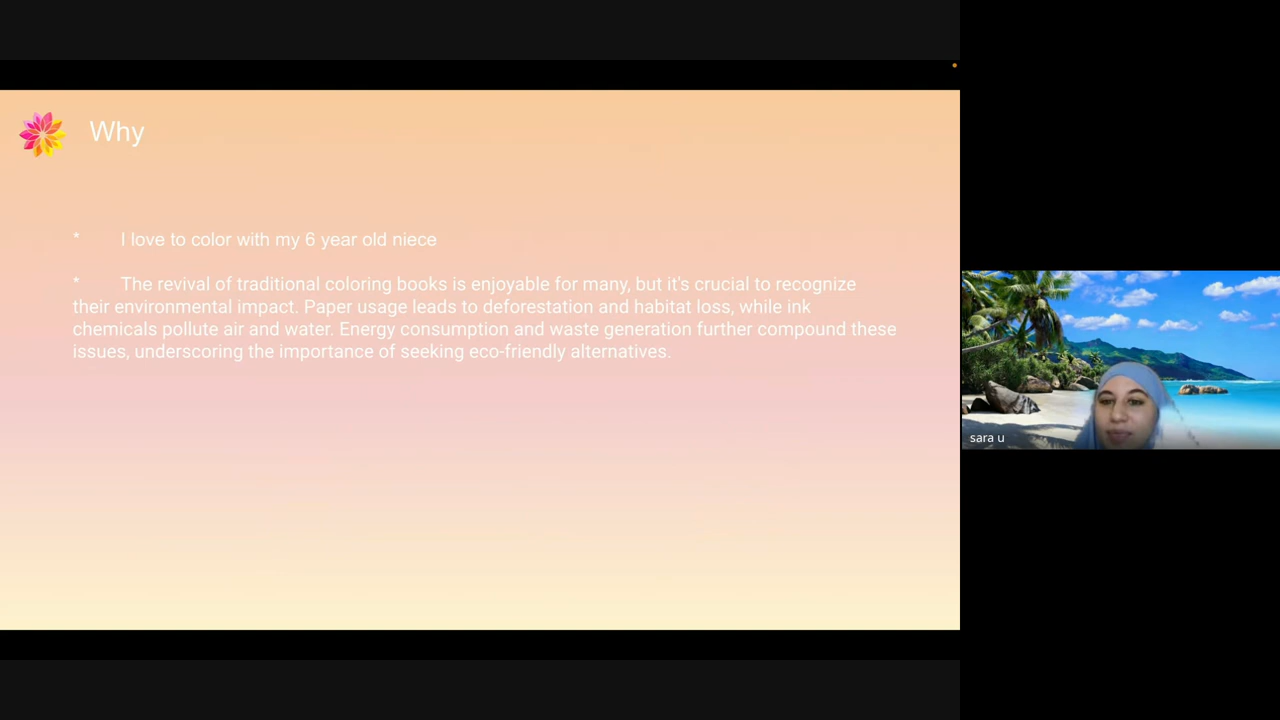 Why
* I love to color with my 6 year old niece
* The revival of traditional coloring books is enjoyable for many, but it's crucial to recognize
their environmental impact. Paper usage leads to deforestation and habitat loss, while ink
chemicals pollute air and water. Energy consumption and waste generation further compound these
issues, underscoring the importance of seeking eco-friendly alternatives.
sara u